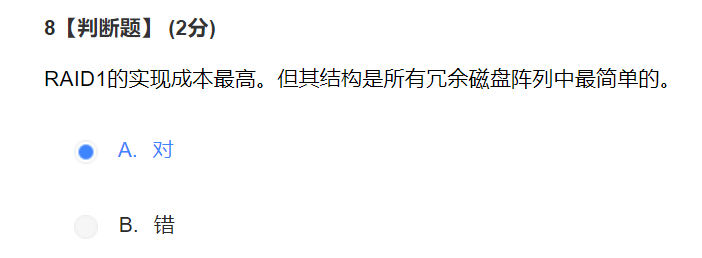 8【判断题】 (2分)
RAID1的实现成本最高。但其结构是所有冗余磁盘阵列中最简单的。
A. 对
B. 错